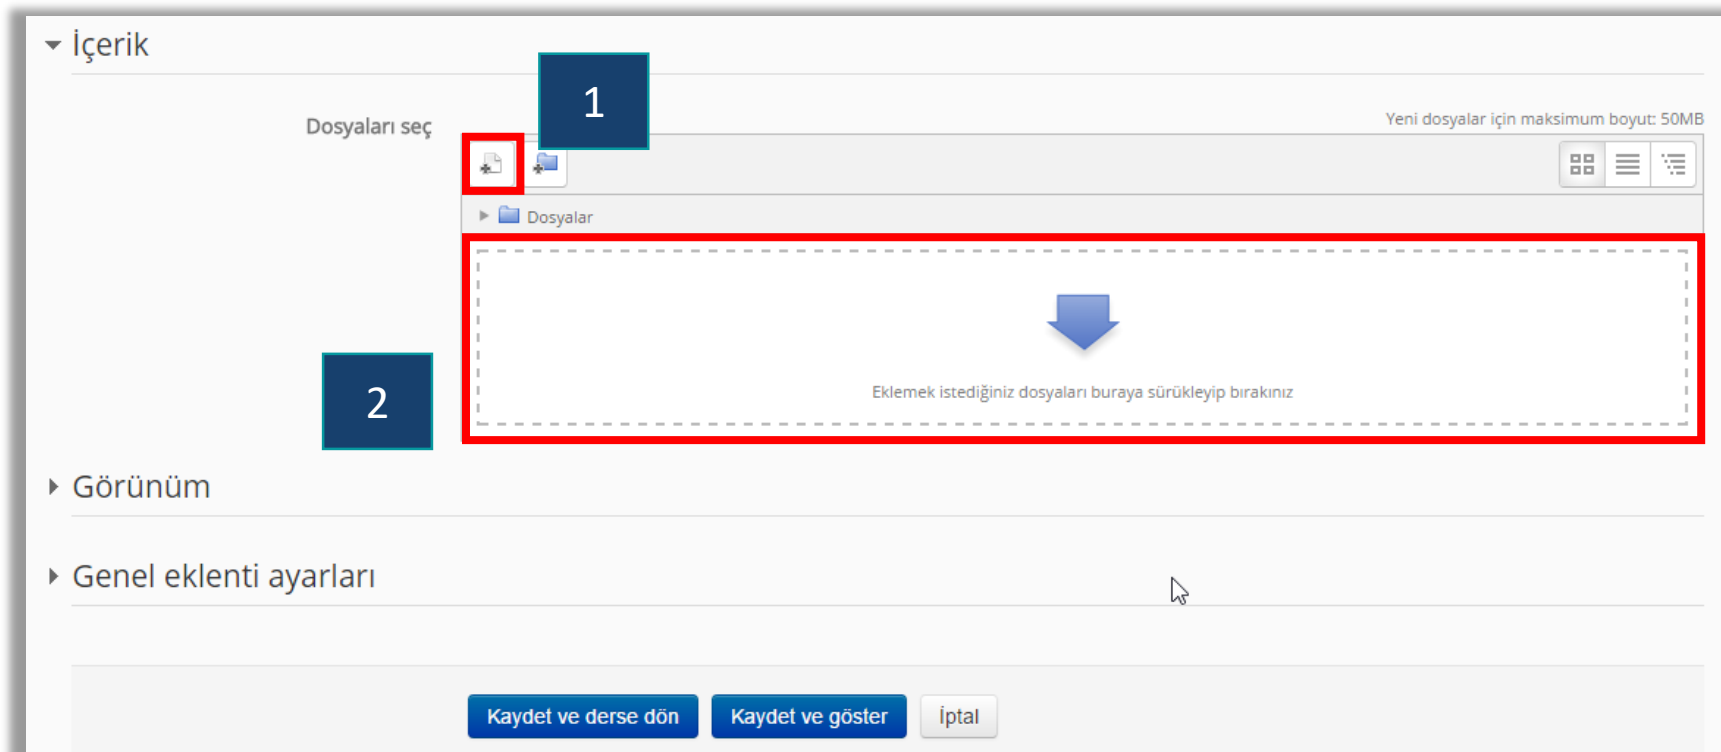 İçerik
1
Dosyaları seç
Yeni dosyalar için maksimum boyut: 50MB
Dosyalar
Eklemek istediğiniz dosyaları buraya sürükleyip bırakınız
2
Görünüm
Genel eklenti ayarları
Kaydet ve derse dön Kaydet ve göster İptal